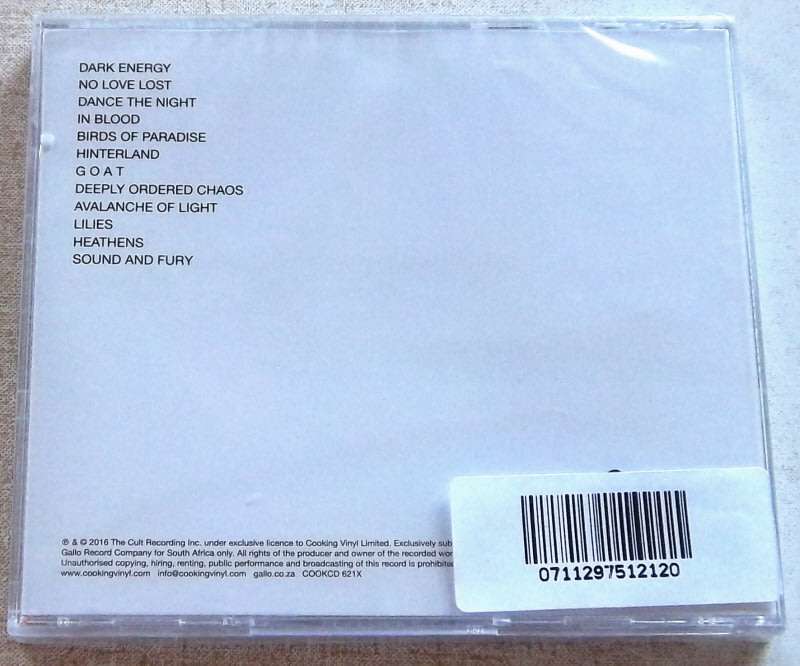 DARK ENERGY
NO LOVE LOST
DANCE THE NIGHT
IN BLOOD
BIRDS OF PARADISE
HINTERLAND
G O A T
DEEPLY ORDERED CHAOS
AVALANCHE OF LIGHT
LILIES
HEATHENS
SOUND AND FURY
℗ & © 2016 The Cult Recording Inc. under exclusive licence to Cooking Vinyl Limited. Exclusively sub
Gallo Record Company for South Africa only. All rights of the producer and owner of the recorded wor
Unauthorised copying, hiring, renting, public performance and broadcasting of this record is prohibited
www.cookingvinyl.com info@cookingvinyl.com gallo.co.za COOKCD 621X
0711297512120